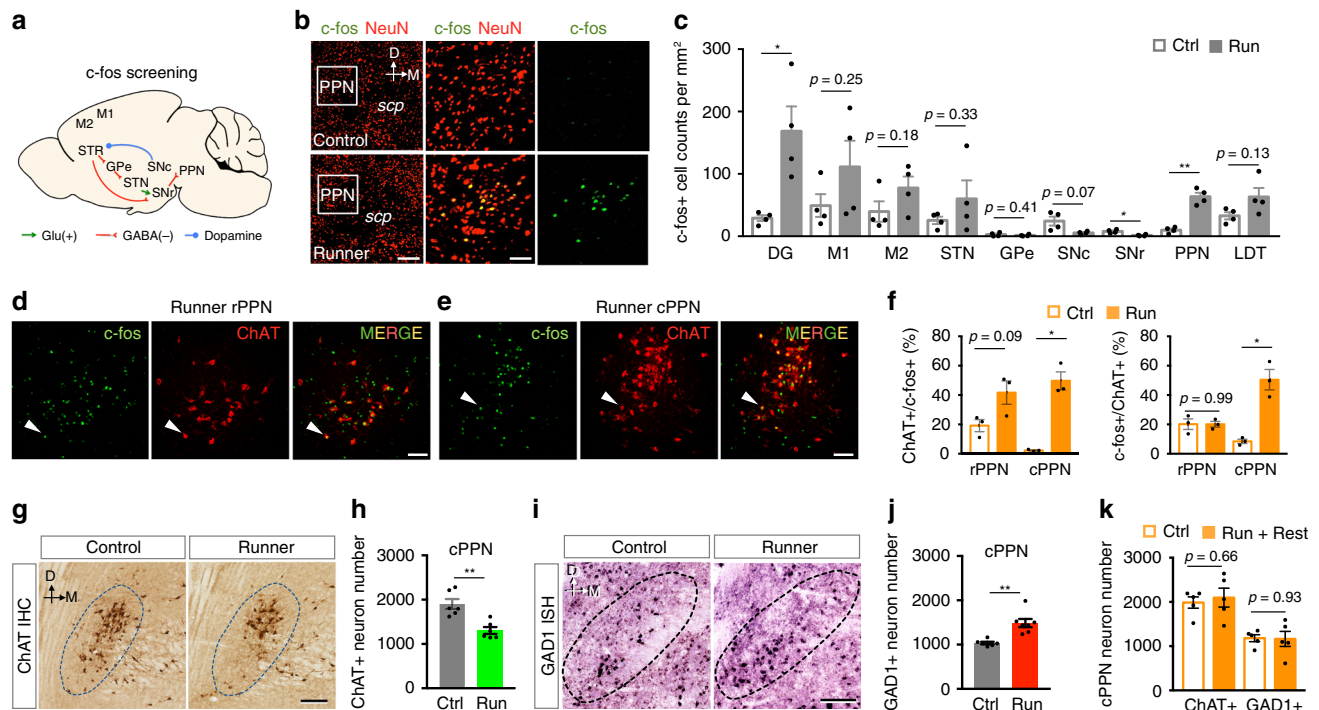 a
c-fos screening
M1
M2
STR
GPe
SNc
PPN
STN
SNr
Glu(+) GABA(−) Dopamine
b
c-fos NeuN c-fos NeuN c-fos
D
M
PPN
scp
Control
PPN
scp
Runner
c
c-fos+ cell counts per mm²
300
200
100
0
Ctrl Run
*
p = 0.25
p = 0.18
p = 0.33
p = 0.41
p = 0.07
*
**
p = 0.13
DG M1 M2 STN GPe SNc SNr PPN LDT
d
Runner rPPN
c-fos ChAT MERGE
e
Runner cPPN
c-fos ChAT MERGE
f
Ctrl Run
ChAT+/c-fos+ (%)
80
60
40
20
0
p = 0.09
*
rPPN cPPN
c-fos+/ChAT+ (%)
80
60
40
20
0
p = 0.99
*
rPPN cPPN
g
Control Runner
ChAT IHC
D
M
h
cPPN
ChAT+ neuron number
3000
2000
1000
0
**
Ctrl Run
i
Control Runner
GAD1 ISH
D
M
j
cPPN
GAD1+ neuron number
3000
2000
1000
0
**
Ctrl Run
k
Ctrl Run + Rest
cPPN neuron number
3000
2000
1000
0
p = 0.66
p = 0.93
ChAT+ GAD1+